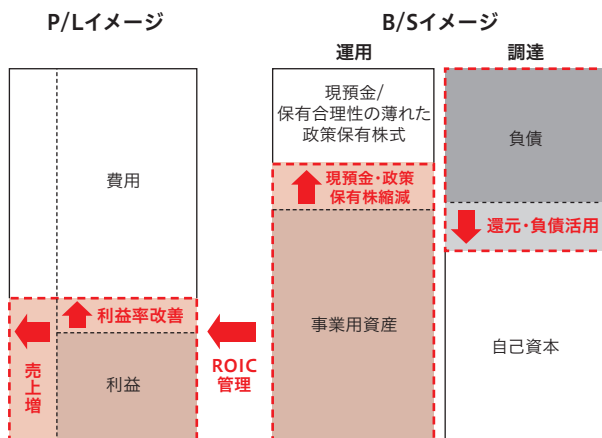 P/Lイメージ
B/Sイメージ
運用
調達
費用
利益率改善
売上増
利益
ROIC
管理
現預金/
保有合理性の薄れた
政策保有株式
現預金・政策
保有株縮減
事業用資産
負債
還元・負債活用
自己資本